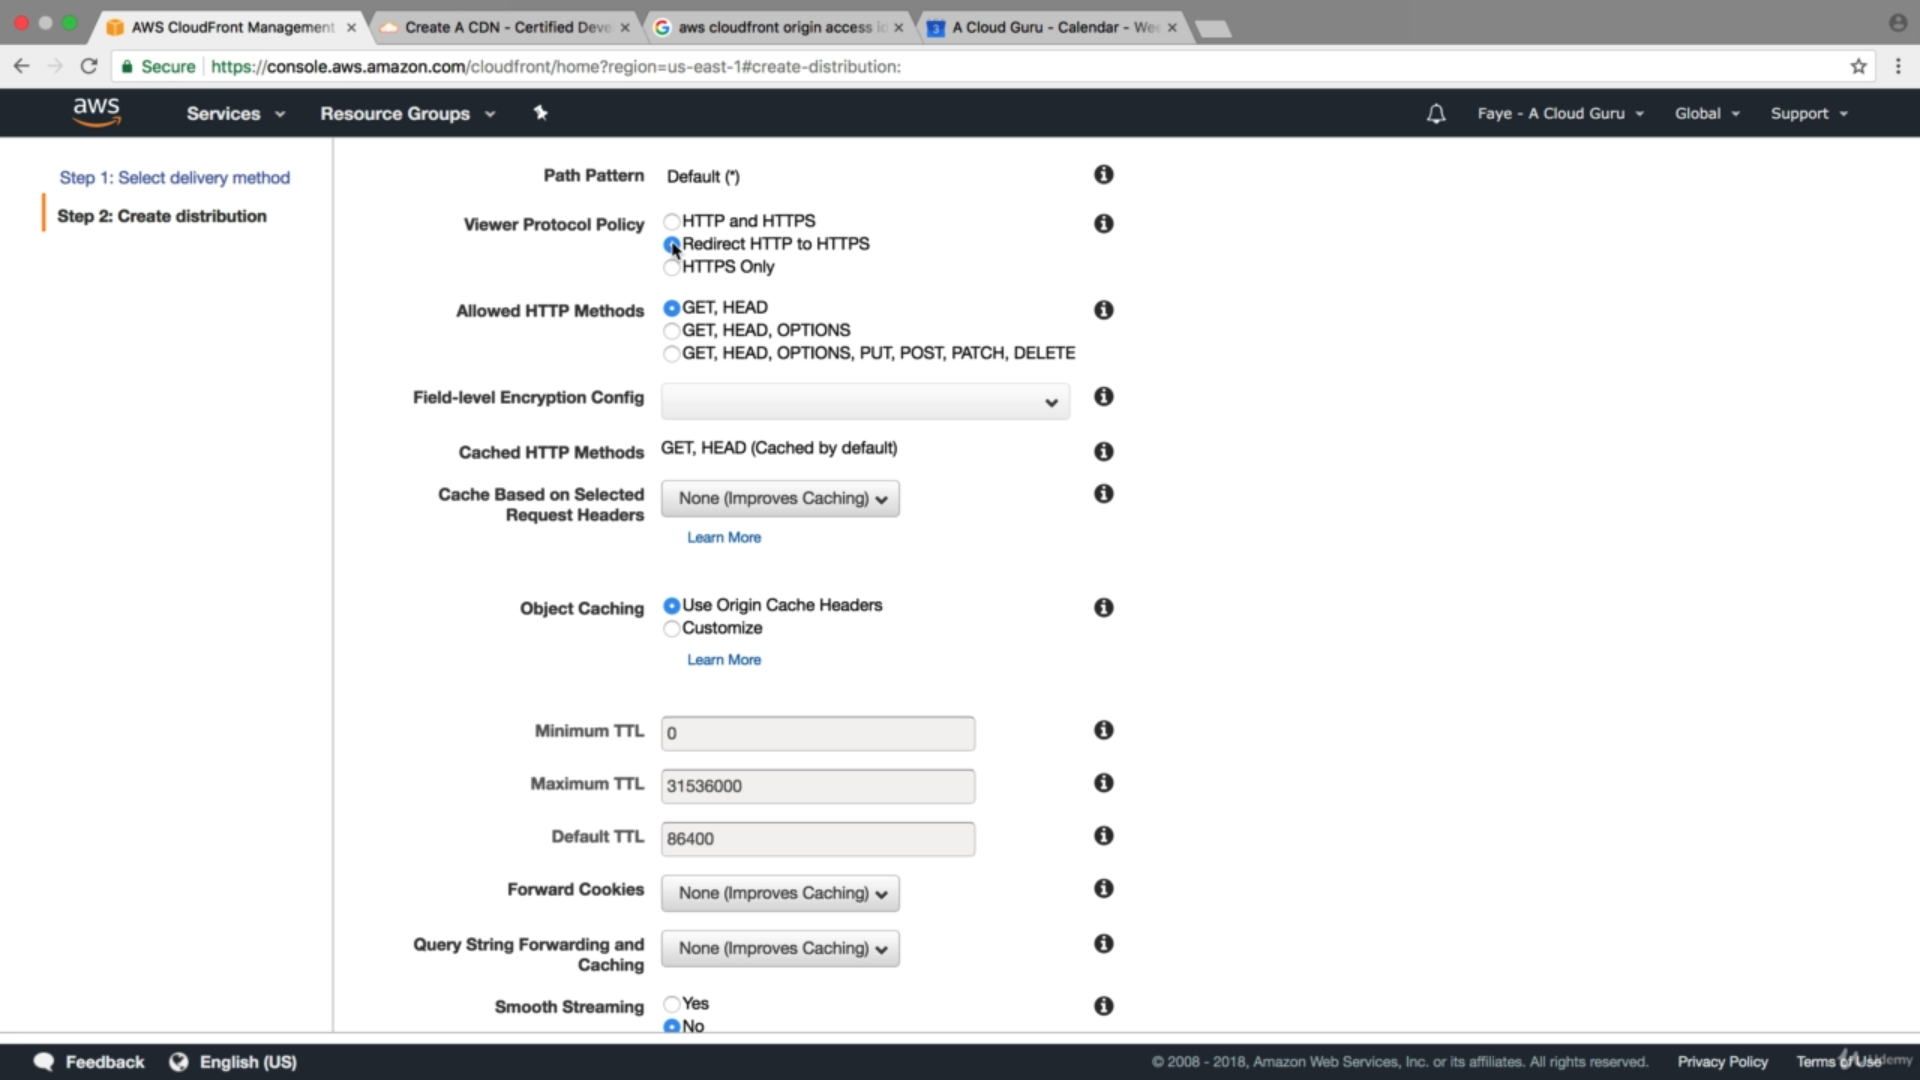 AWS CloudFront Management
Create A CDN - Certified Deve
aws cloudfront origin access id
3
A Cloud Guru - Calendar - Wee
Secure
https://console.aws.amazon.com/cloudfront/home?region=us-east-1#create-distribution:
aws
Services
Resource Groups
Faye - A Cloud Guru
Global
Support
Step 1: Select delivery method
Step 2: Create distribution
Path Pattern
Default (*)
Viewer Protocol Policy
HTTP and HTTPS
Redirect HTTP to HTTPS
HTTPS Only
Allowed HTTP Methods
GET, HEAD
GET, HEAD, OPTIONS
GET, HEAD, OPTIONS, PUT, POST, PATCH, DELETE
Field-level Encryption Config
Cached HTTP Methods
GET, HEAD (Cached by default)
Cache Based on Selected
Request Headers
None (Improves Caching)
Learn More
Object Caching
Use Origin Cache Headers
Customize
Learn More
Minimum TTL
0
Maximum TTL
31536000
Default TTL
86400
Forward Cookies
None (Improves Caching)
Query String Forwarding and
Caching
None (Improves Caching)
Smooth Streaming
Yes
No
Feedback
English (US)
© 2008 - 2018, Amazon Web Services, Inc. or its affiliates. All rights reserved.
Privacy Policy
Terms of Use